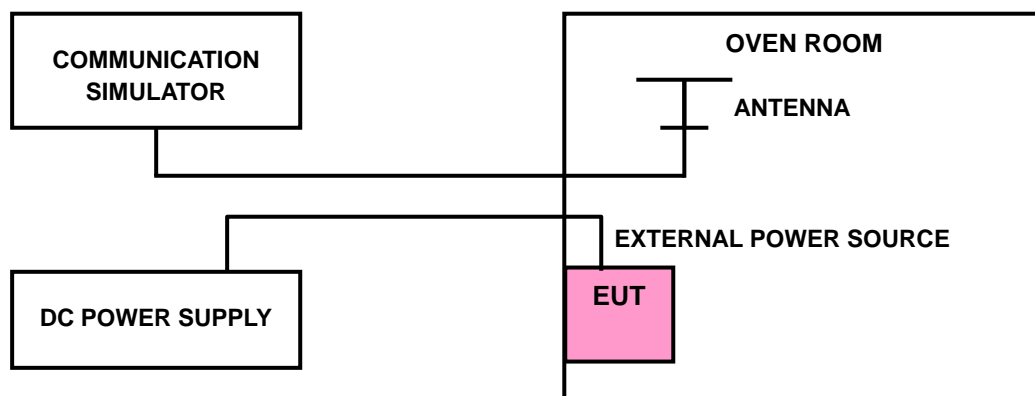 COMMUNICATION
SIMULATOR
OVEN ROOM
ANTENNA
EXTERNAL POWER SOURCE
DC POWER SUPPLY
EUT